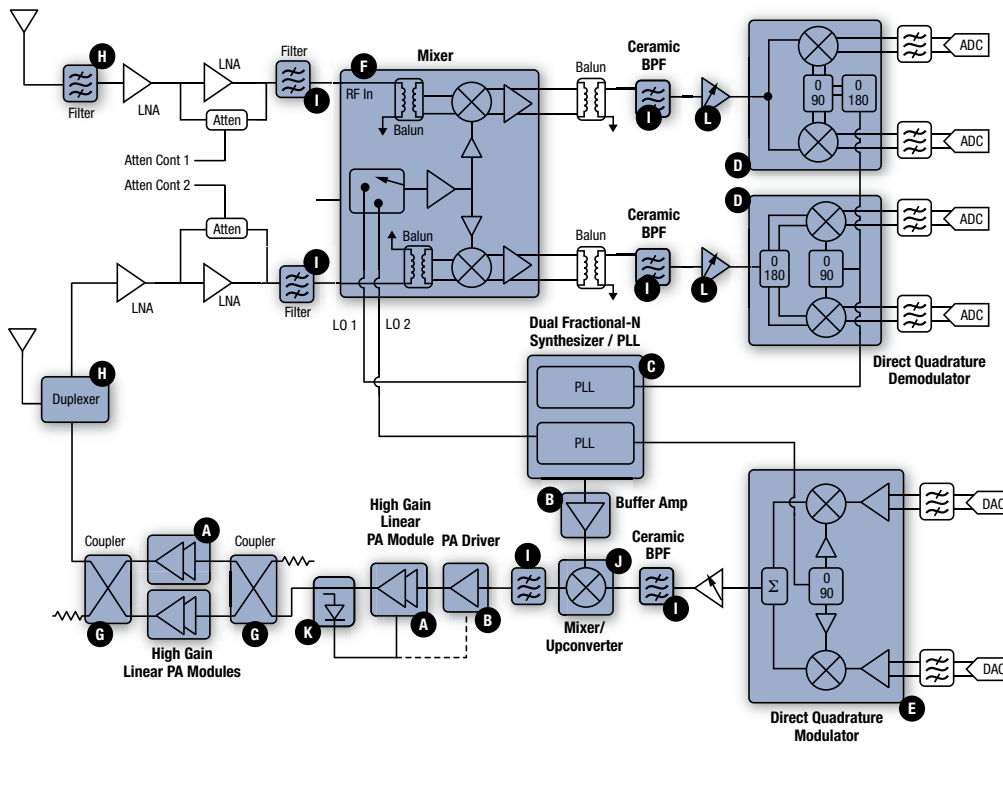 H
Filter
LNA
LNA
Atten
Atten Cont 1
Filter
I
Mixer
F
RF In
Balun
Balun
Ceramic
BPF
I
L
D
0
90
0
180
ADC
ADC
Atten Cont 2
Atten
LNA
LNA
I
Filter
Balun
LO 1
LO 2
Balun
Ceramic
BPF
I
L
D
0
180
0
90
ADC
ADC
Direct Quadrature
Demodulator
Dual Fractional-N
Synthesizer / PLL
C
PLL
PLL
H
Duplexer
B
Buffer Amp
High Gain
Linear
PA Module
PA Driver
Coupler
A
Coupler
G
G
High Gain
Linear PA Modules
K
A
B
I
J
Mixer/
Upconverter
Ceramic
BPF
I
Σ
0
90
DAC
DAC
E
Direct Quadrature
Modulator